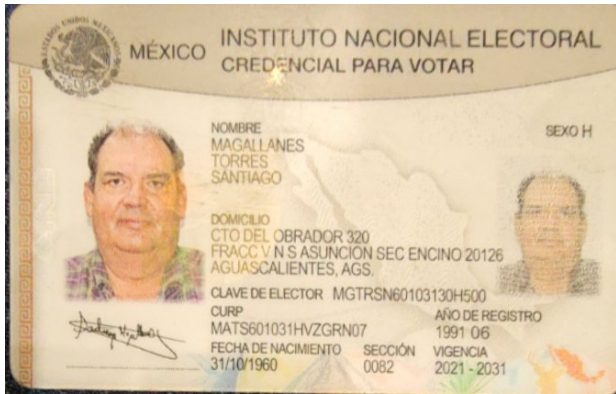 MÉXICO
INSTITUTO NACIONAL ELECTORAL
CREDENCIAL PARA VOTAR
NOMBRE
MAGALLANES
TORRES
SANTIAGO
SEXO H
DOMICILIO
CTO DEL OBRADOR 320
FRACC V N S ASUNCION SEC ENCINO 20126
AGUASCALIENTES, AGS.
CLAVE DE ELECTOR MGTRSN60103130H500
CURP
MATS601031HVZGRN07
AÑO DE REGISTRO
1991 06
FECHA DE NACIMIENTO
31/10/1960
SECCIÓN
0082
VIGENCIA
2021 - 2031